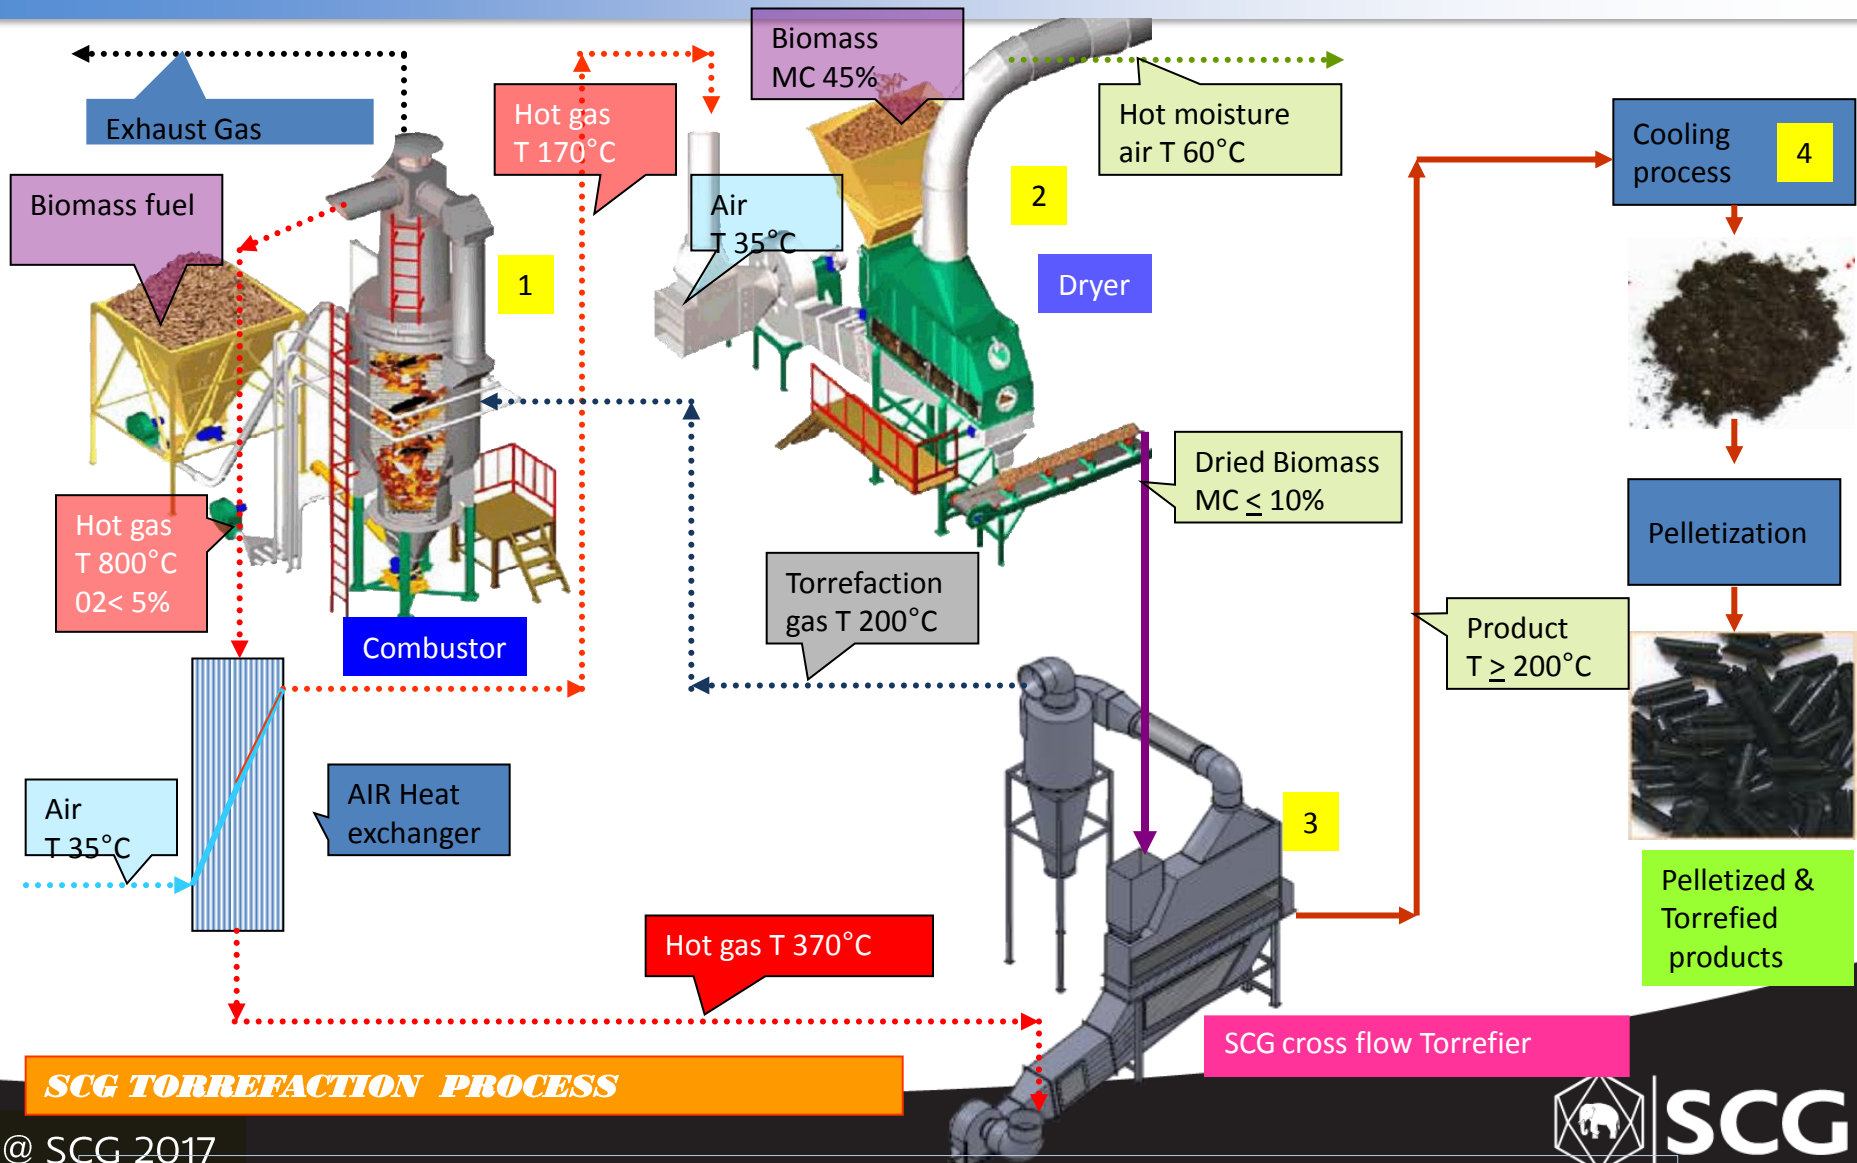 Exhaust Gas
Biomass fuel
Hot gas
T 170°C
Biomass
MC 45%
Air
T 35°C
Hot moisture
air T 60°C
Cooling
process
4
1
2
Dryer
Dried Biomass
MC ≤ 10%
Hot gas
T 800°C
02< 5%
Combustor
Torrefaction
gas T 200°C
Pelletization
Product
T ≥ 200°C
Air
T 35°C
AIR Heat
exchanger
3
Hot gas T 370°C
Pelletized &
Torrefied
products
SCG cross flow Torrefier
SCG TORREFACTION PROCESS
@ SCG 2017
SCG